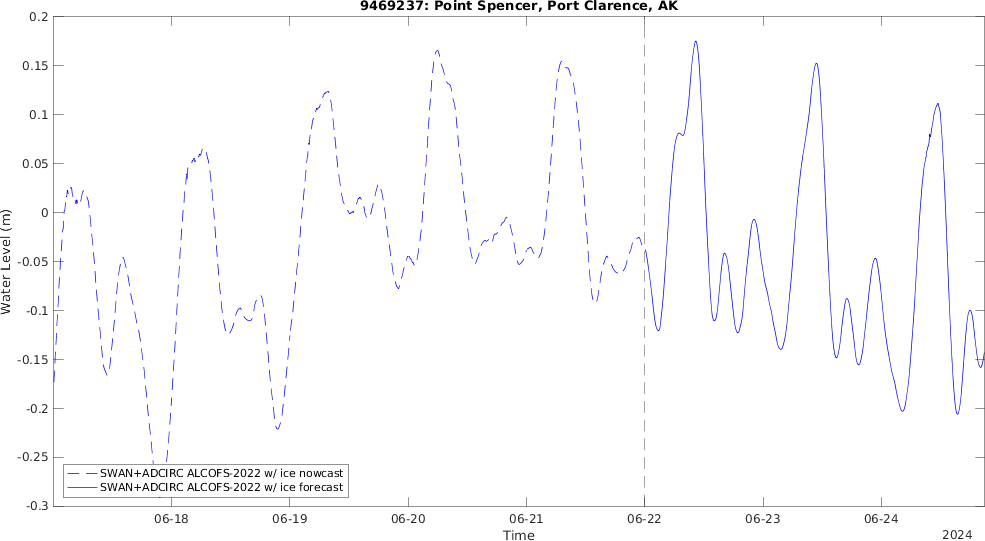 9469237: Point Spencer, Port Clarence, AK
0.2
0.15
0.1
0.05
0
-0.05
-0.1
-0.15
-0.2
-0.25
-0.3
Water Level (m)
SWAN+ADCIRC ALCOFS-2022 w/ ice nowcast
SWAN+ADCIRC ALCOFS-2022 w/ ice forecast
06-18 06-19 06-20 06-21 06-22 06-23 06-24
Time
2024